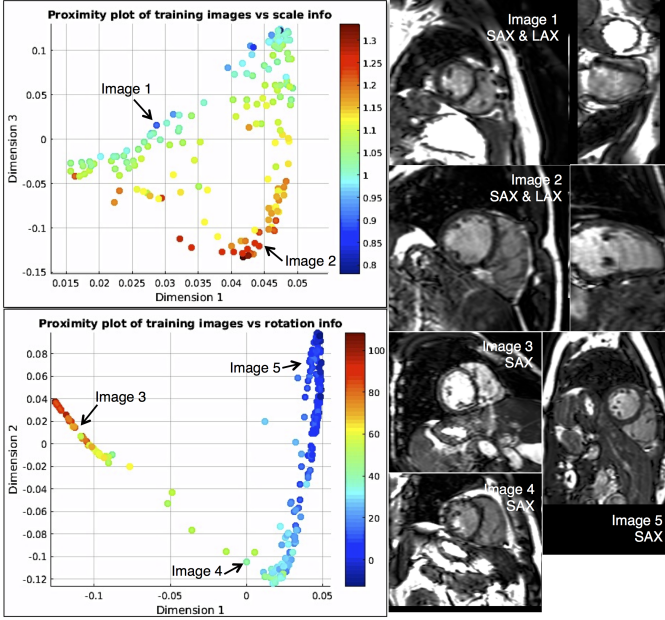 Proximity plot of training images vs scale info
0.1
0.05
0
-0.05
-0.1
-0.15
Dimension 3
0.015 0.02 0.025 0.03 0.035 0.04 0.045 0.05
Dimension 1
Image 1
Image 2
1.3
1.25
1.2
1.15
1.1
1.05
1
0.95
0.9
0.85
0.8
Proximity plot of training images vs rotation info
0.08
0.06
0.04
0.02
0
-0.02
-0.04
-0.06
-0.08
-0.1
-0.12
Dimension 2
-0.1 -0.05 0 0.05
Dimension 1
Image 5
Image 3
Image 4
100
80
60
40
20
0
Image 1
SAX & LAX
Image 2
SAX & LAX
Image 3
SAX
Image 4
SAX
Image 5
SAX